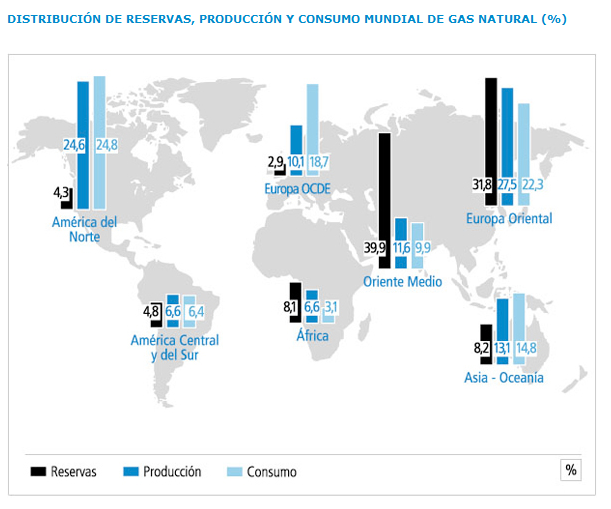 DISTRIBUCIÓN DE RESERVAS, PRODUCCIÓN Y CONSUMO MUNDIAL DE GAS NATURAL (%)
4,3 24,6 24,8
América del
Norte
2,9 10,1 18,7
Europa OCDE
31,8 27,5 22,3
Europa Oriental
39,9 11,6 9,9
Oriente Medio
4,8 6,6 6,4
América Central
y del Sur
8,1 6,6 3,1
África
8,2 13,1 14,8
Asia - Oceanía
Reservas Producción Consumo %